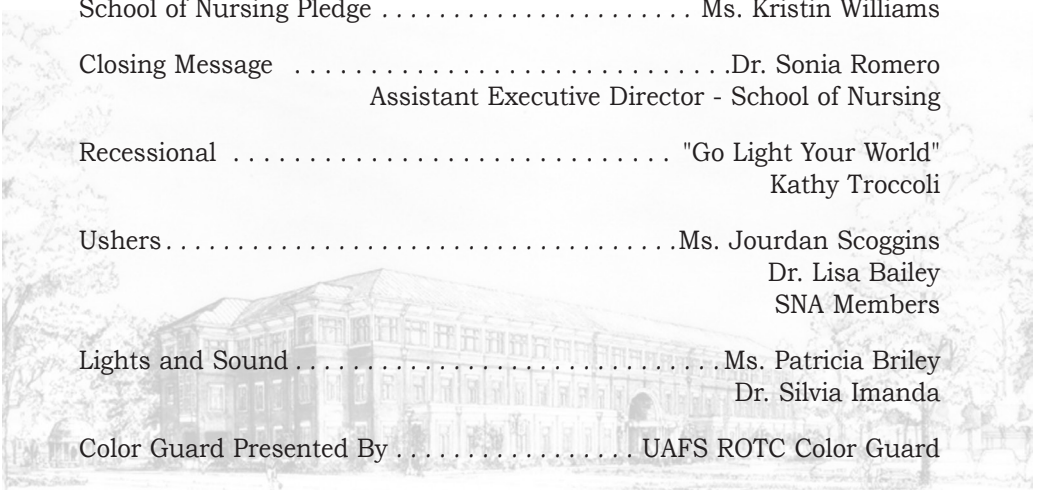 School of Nursing Pledge . . . . . . . . . . . . . . . . . . . . . Ms. Kristin Williams
Closing Message . . . . . . . . . . . . . . . . . . . . . . . . . . . . .Dr. Sonia Romero
Assistant Executive Director - School of Nursing
Recessional . . . . . . . . . . . . . . . . . . . . . . . . . . . . . "Go Light Your World"
Kathy Troccoli
Ushers . . . . . . . . . . . . . . . . . . . . . . . . . . . . . . . . . . .Ms. Jourdan Scoggins
Dr. Lisa Bailey
SNA Members
Lights and Sound . . . . . . . . . . . . . . . . . . . . . . . . . . . . Ms. Patricia Briley
Dr. Silvia Imanda
Color Guard Presented By . . . . . . . . . . . . . . . . UAFS ROTC Color Guard